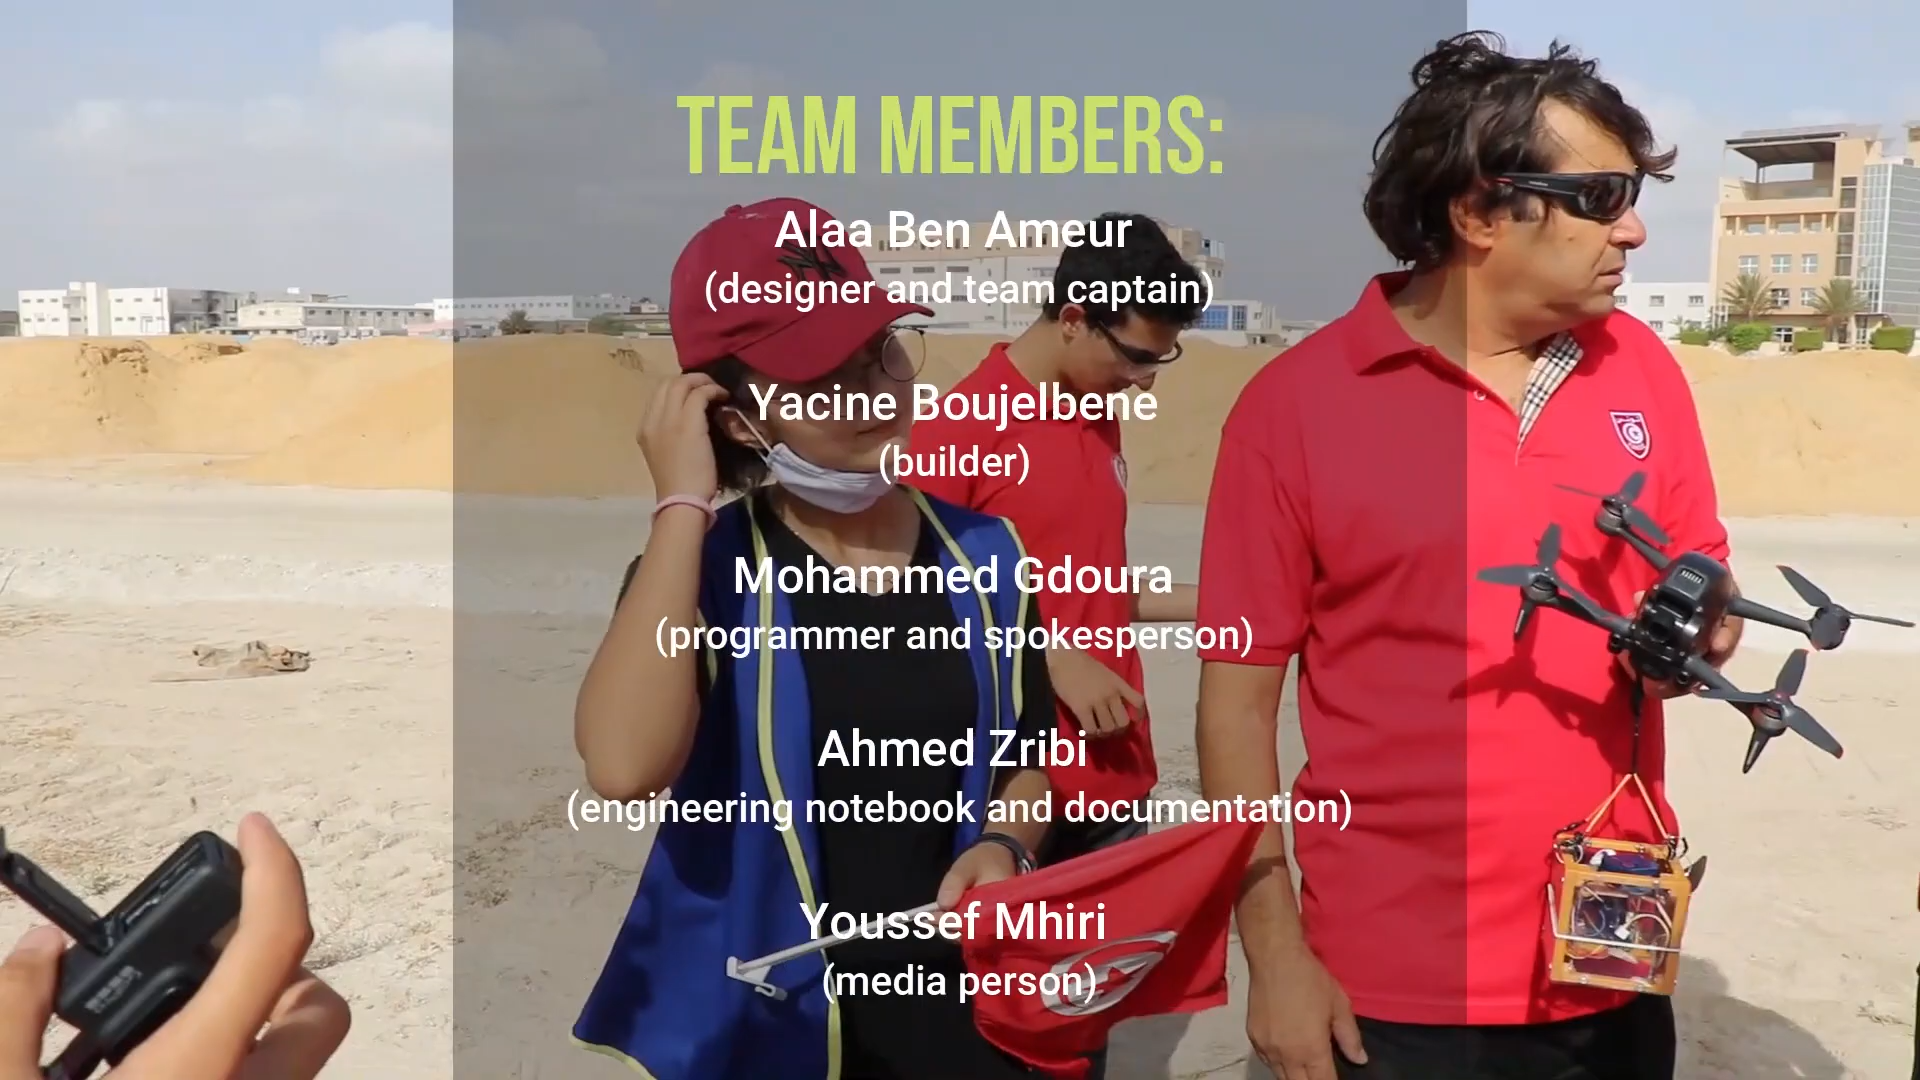 TEAM MEMBERS:
Alaa Ben Ameur
(designer and team captain)
Yacine Boujelbene
(builder)
Mohammed Gdoura
(programmer and spokesperson)
Ahmed Zribi
(engineering notebook and documentation)
Youssef Mhiri
(media person)